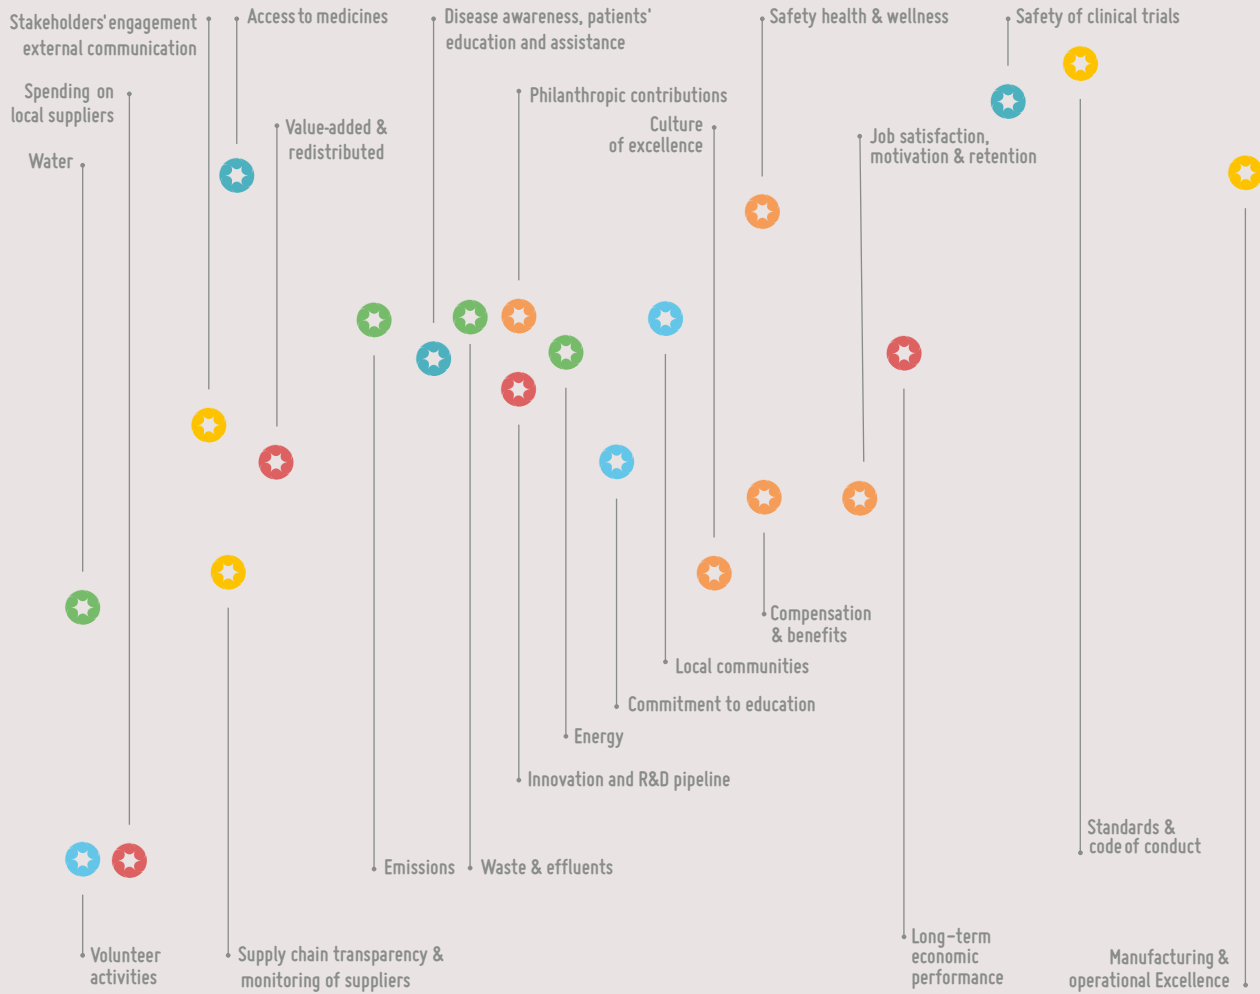 Stakeholders' engagement
external communication
Access to medicines
Disease awareness, patients'
education and assistance
Safety health & wellness
Safety of clinical trials
Spending on
local suppliers
Philanthropic contributions
Value-added &
redistributed
Culture
of excellence
Job satisfaction,
motivation & retention
Water
Compensation
& benefits
Local communities
Commitment to education
Energy
Innovation and R&D pipeline
Standards &
code of conduct
Emissions
Waste & effluents
Long-term
economic
performance
Volunteer
activities
Supply chain transparency &
monitoring of suppliers
Manufacturing &
operational Excellence